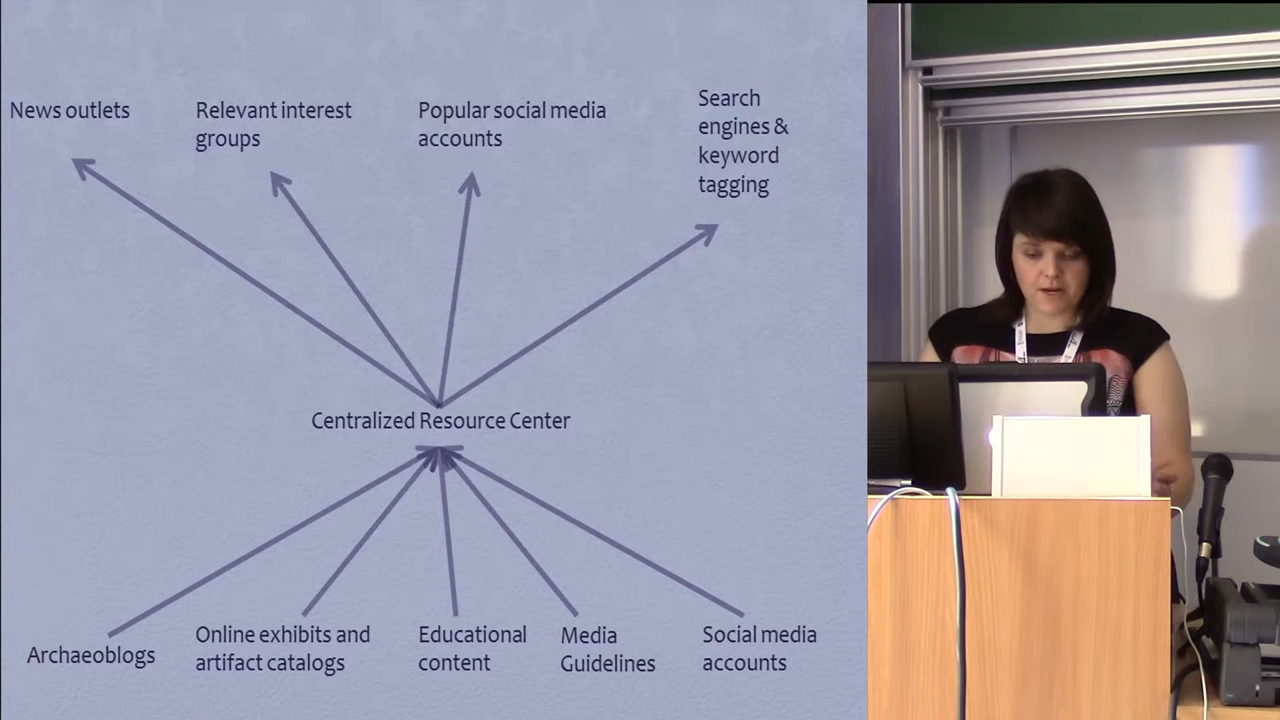 News outlets
Relevant interest
groups
Popular social media
accounts
Search
engines &
keyword
tagging
Centralized Resource Center
Archaeoblogs
Online exhibits and
artifact catalogs
Educational
content
Media
Guidelines
Social media
accounts